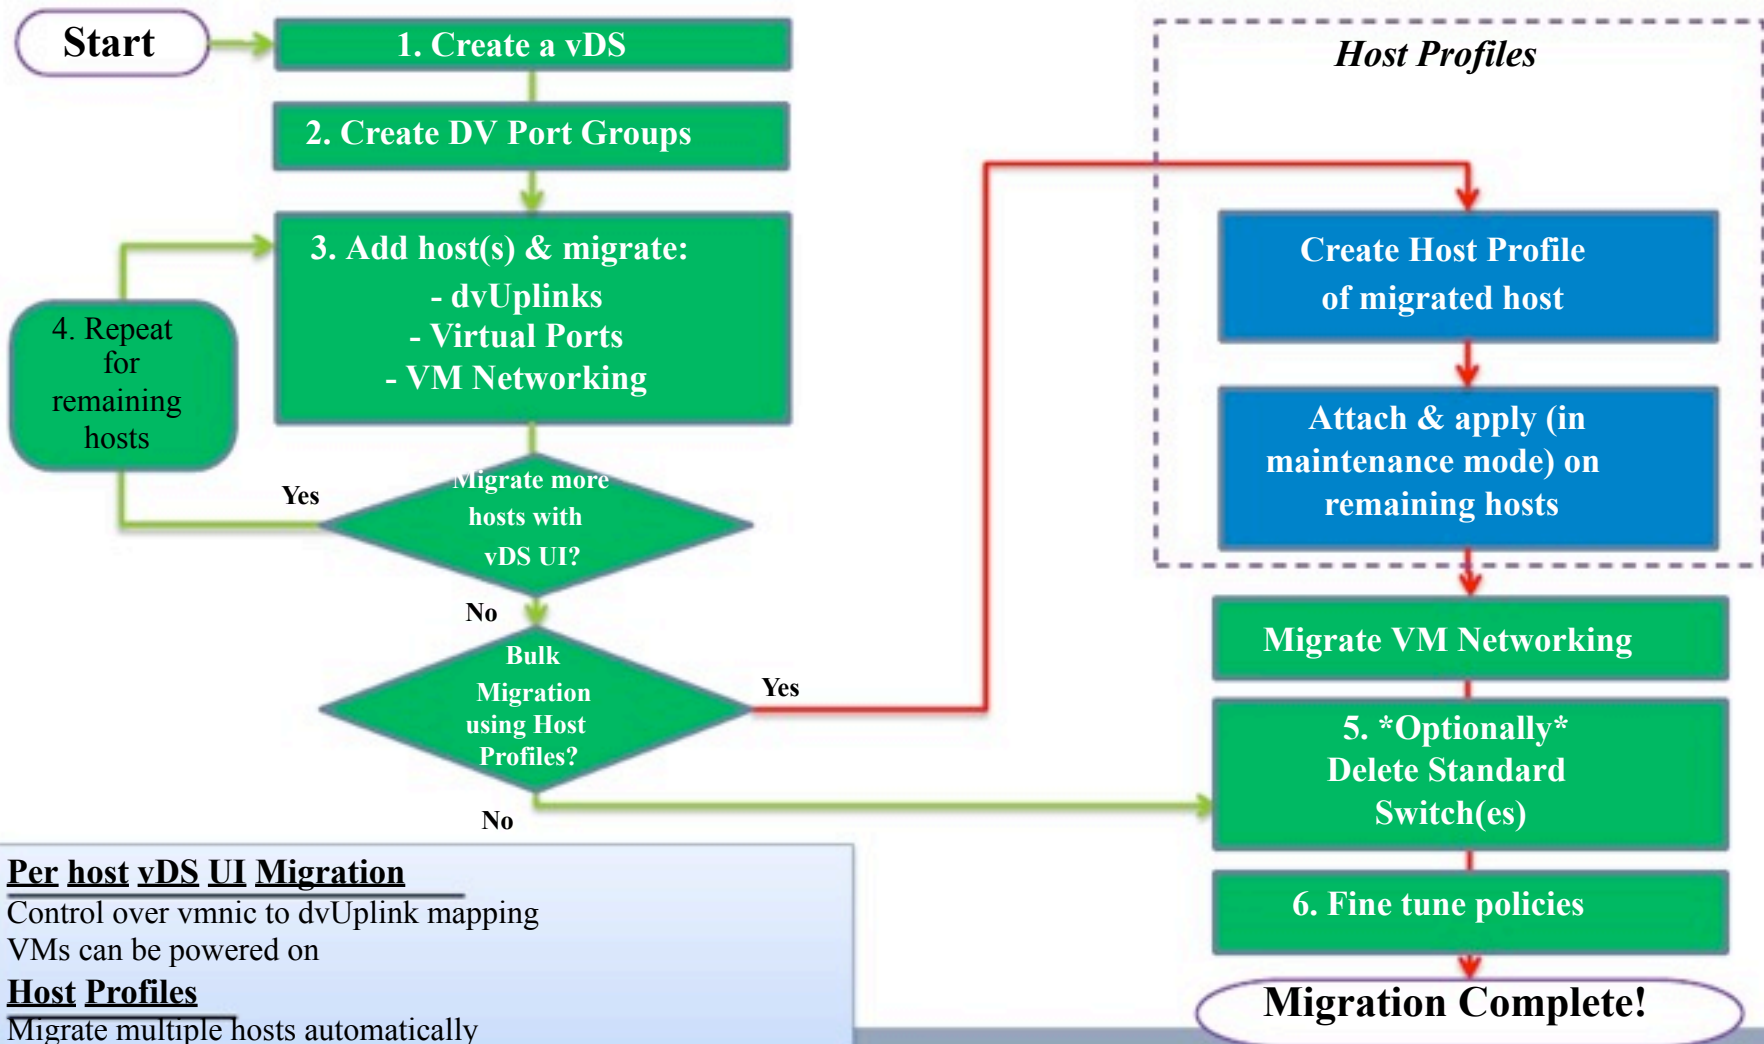 Start
1. Create a vDS
2. Create DV Port Groups
3. Add host(s) & migrate:
- dvUplinks
- Virtual Ports
- VM Networking
4. Repeat
for
remaining
hosts
Yes
Migrate more
hosts with
vDS UI?
No
Bulk
Migration
using Host
Profiles?
Yes
No
Host Profiles
Create Host Profile
of migrated host
Attach & apply (in
maintenance mode) on
remaining hosts
Migrate VM Networking
5. *Optionally*
Delete Standard
Switch(es)
6. Fine tune policies
Migration Complete!
Per host vDS UI Migration
Control over vmnic to dvUplink mapping
VMs can be powered on
Host Profiles
Migrate multiple hosts automatically